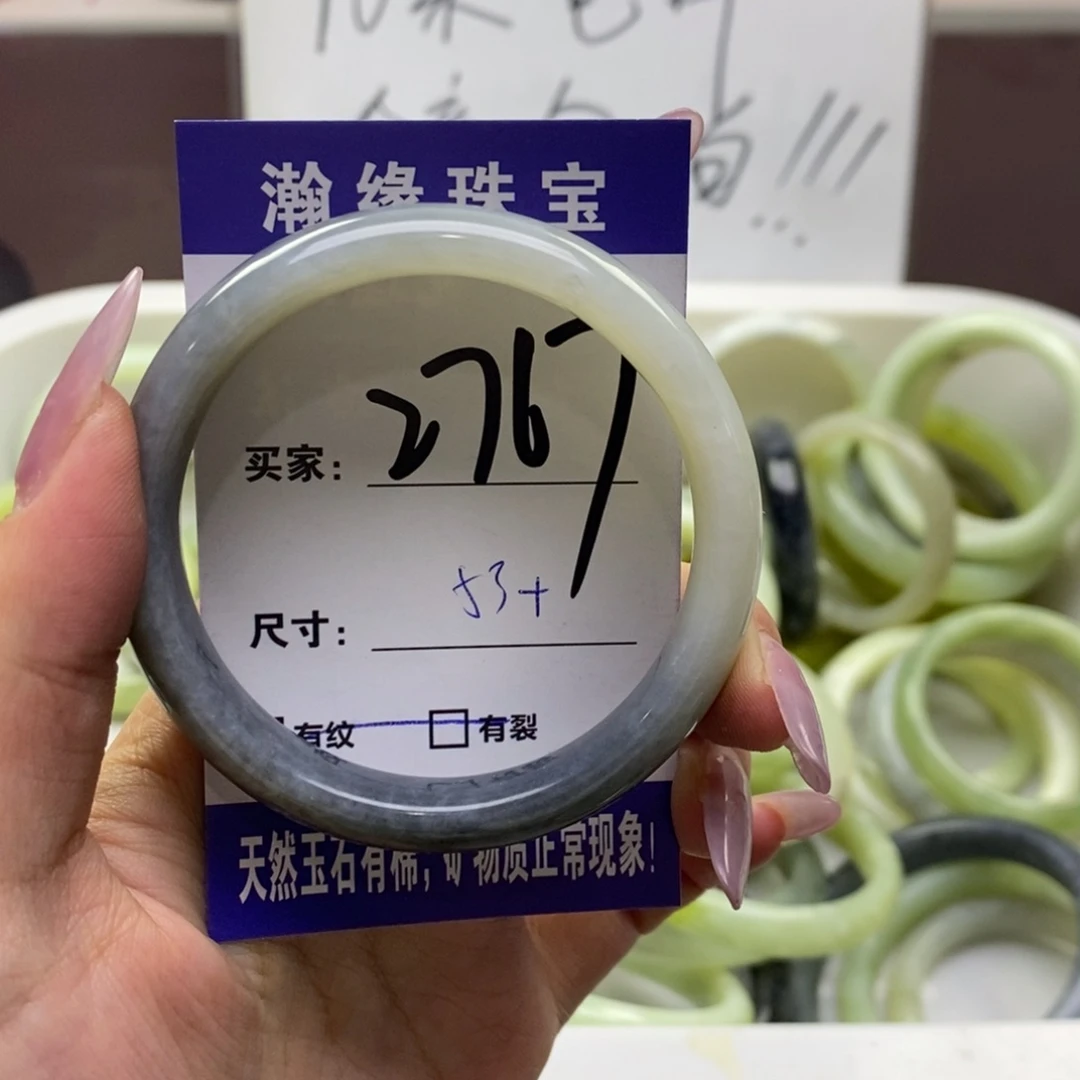 尚!!!
瀚缘珠宝
买家: 2767
尺寸: 53+
有纹 □有裂
天然玉石有棉,矿物质正常现象!